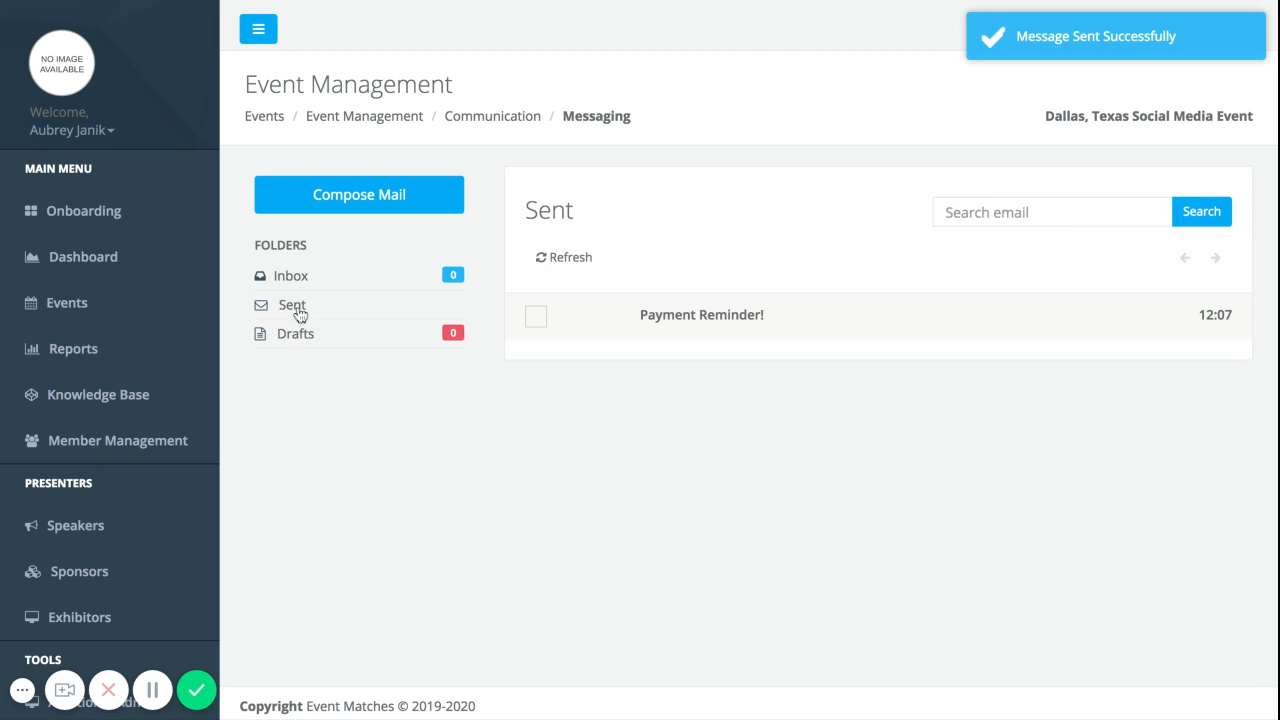 NO IMAGE
AVAILABLE
Welcome,
Aubrey Janik
MAIN MENU
Onboarding
Dashboard
Events
Reports
Knowledge Base
Member Management
PRESENTERS
Speakers
Sponsors
Exhibitors
TOOLS
Message Sent Successfully
Event Management
Events / Event Management / Communication / Messaging
Dallas, Texas Social Media Event
Compose Mail
FOLDERS
Inbox 0
Sent
Drafts 0
Sent
Search email Search
Refresh
Payment Reminder! 12:07
Copyright Event Matches © 2019-2020